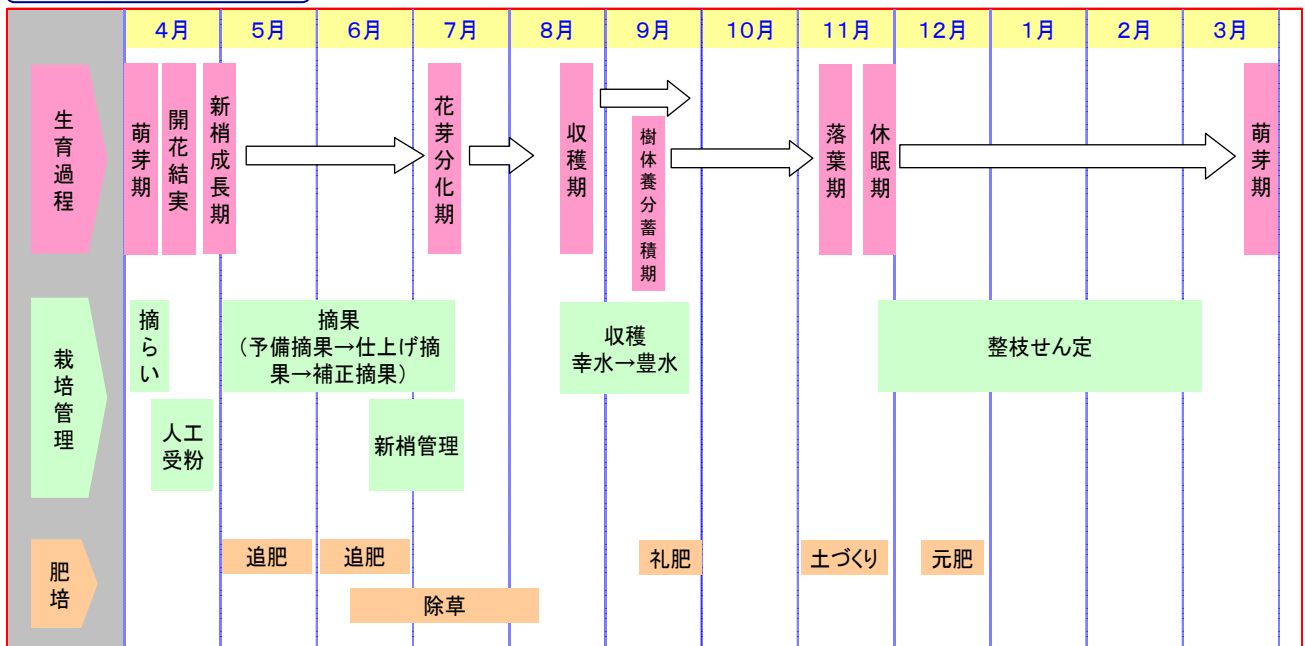 4月 5月 6月 7月 8月 9月 10月 11月 12月 1月 2月 3月
生育過程
萌芽期
開花結実
新梢成長期
花芽分化期
収穫期
樹体養分蓄積期
落葉期
休眠期
萌芽期
栽培管理
摘らい
摘果
(予備摘果→仕上げ摘
果→補正摘果)
収穫
幸水→豊水
整枝せん定
人工
受粉
新梢管理
肥培
追肥
追肥
礼肥
土づくり
元肥
除草